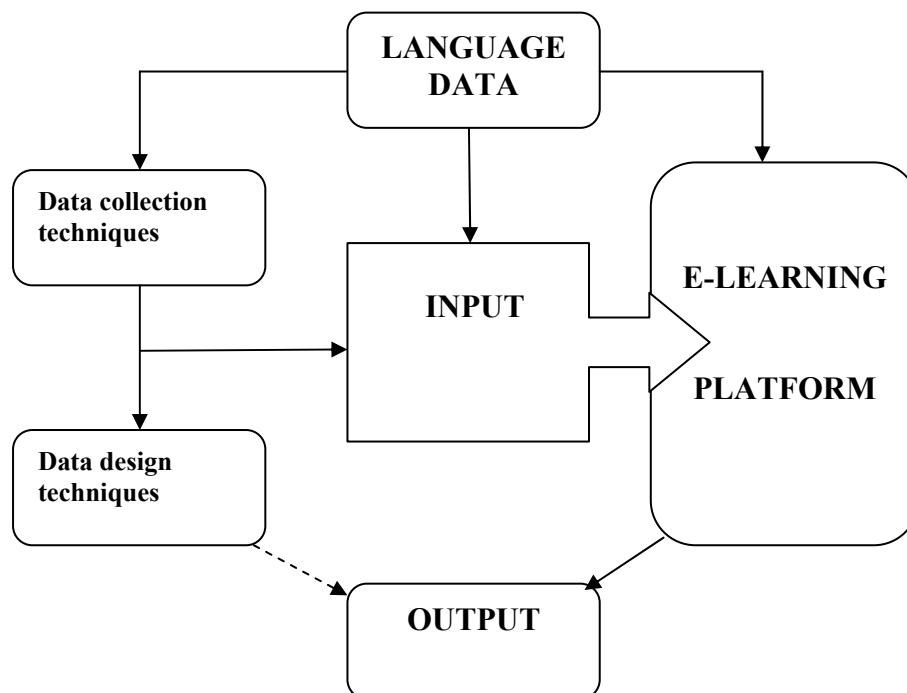 LANGUAGE
DATA
Data collection
techniques
INPUT
E-LEARNING
PLATFORM
Data design
techniques
OUTPUT